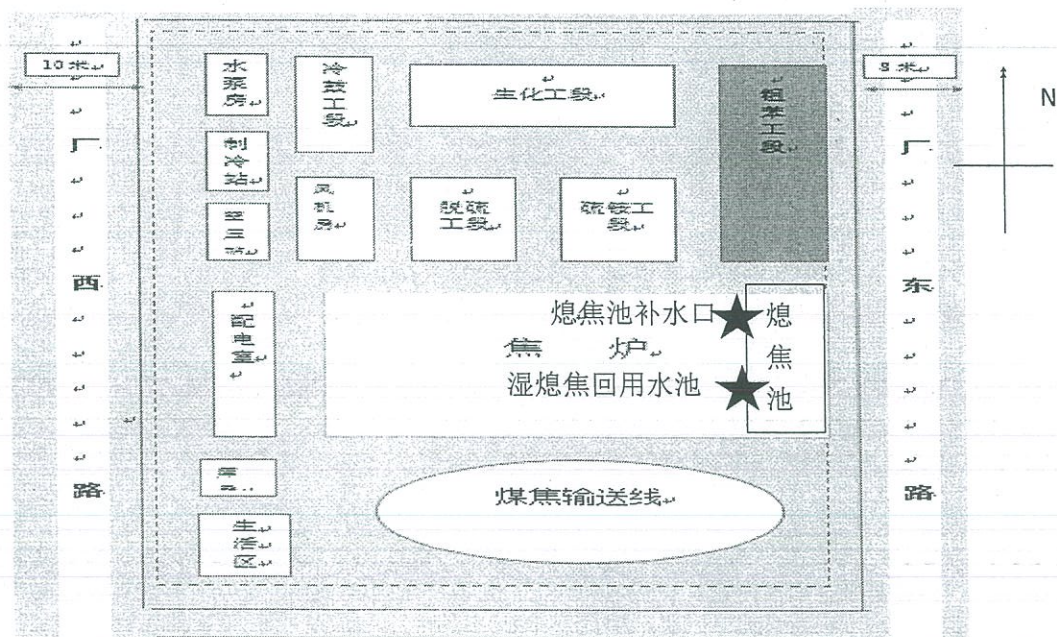 10米
8米
N
水泵房
冷鼓工段
生化工段
粗苯工段
制冷站
风机房
脱硫工段
硫铵工段
空压站
厂西路
厂东路
配电室
熄焦池补水口
焦炉
湿熄焦回用水池
熄焦池
煤焦输送线
生活区